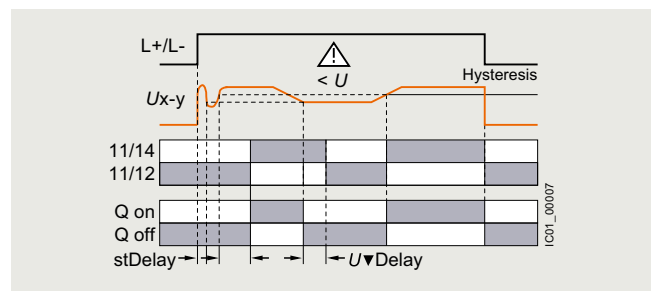 L+/L-
< U
Hysteresis
Ux-y
11/14
11/12
Q on
Q off
stDelay
U▼Delay
IC01_00007